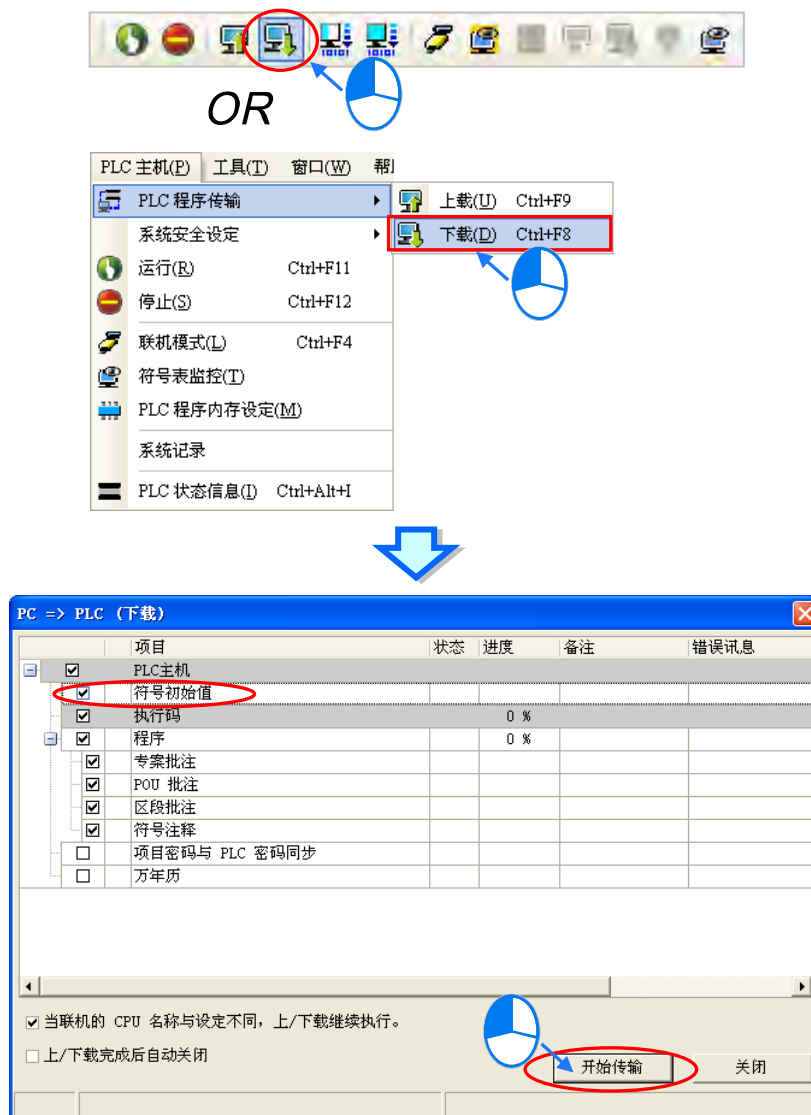 OR
PLC 主机(P) 工具(T) 窗口(W)
PLC 程序传输
上载(U) Ctrl+F9
系统安全设定
下载(D) Ctrl+F8
运行(R) Ctrl+F11
停止(S) Ctrl+F12
联机模式(L) Ctrl+F4
符号表监控(T)
PLC 程序内存设定(M)
系统记录
PLC 状态信息(I) Ctrl+Alt+I
PC => PLC (下载)
项目 状态 进度 备注 错误讯息
PLC主机
符号初始值
执行码 0 %
程序 0 %
专案批注
POU 批注
区段批注
符号注释
项目密码与 PLC 密码同步
万年历
当联机的 CPU 名称与设定不同，上/下载继续执行。
上/下载完成后自动关闭
开始传输 关闭